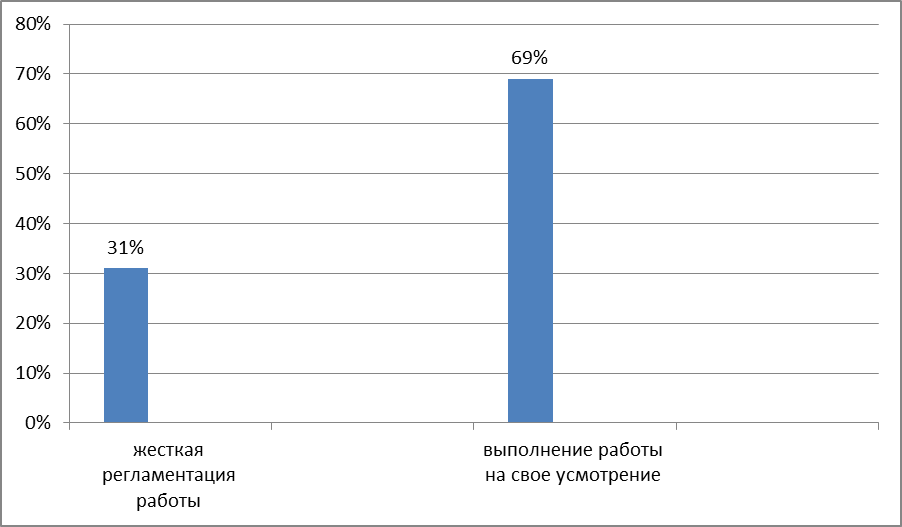 80%
70%
60%
50%
40%
30%
20%
10%
0%
31%
69%
жесткая
регламентация
работы
выполнение работы
на свое усмотрение